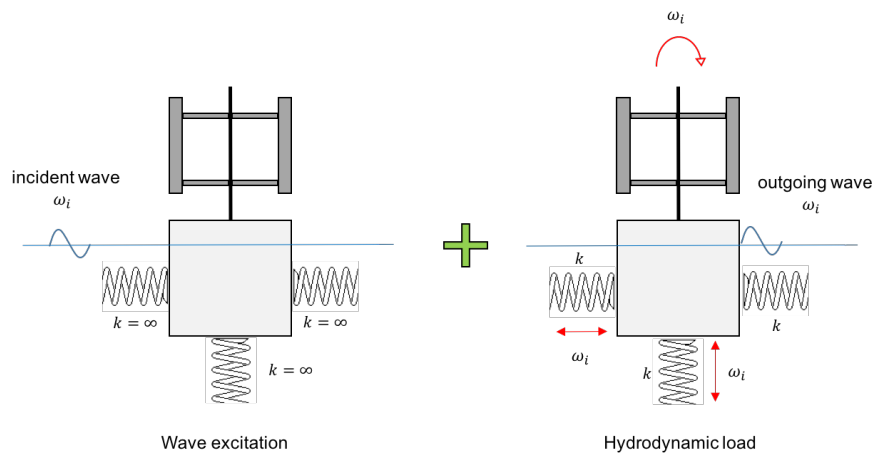 ω_i
incident wave
ω_i
outgoing wave
ω_i
k
k = ∞
k = ∞
k
ω_i
k = ∞
k
ω_i
Wave excitation
Hydrodynamic load